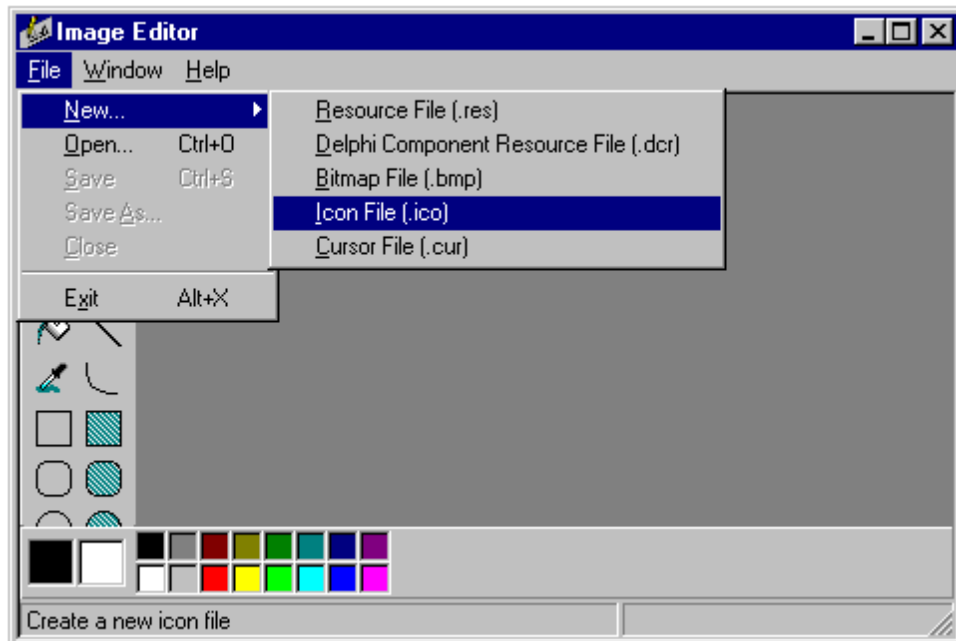 Image Editor
File Window Help
New...
Open... Ctrl+O
Save Ctrl+S
Save As...
Close
Exit Alt+X
Resource File (.res)
Delphi Component Resource File (.dcr)
Bitmap File (.bmp)
Icon File (.ico)
Cursor File (.cur)
Create a new icon file